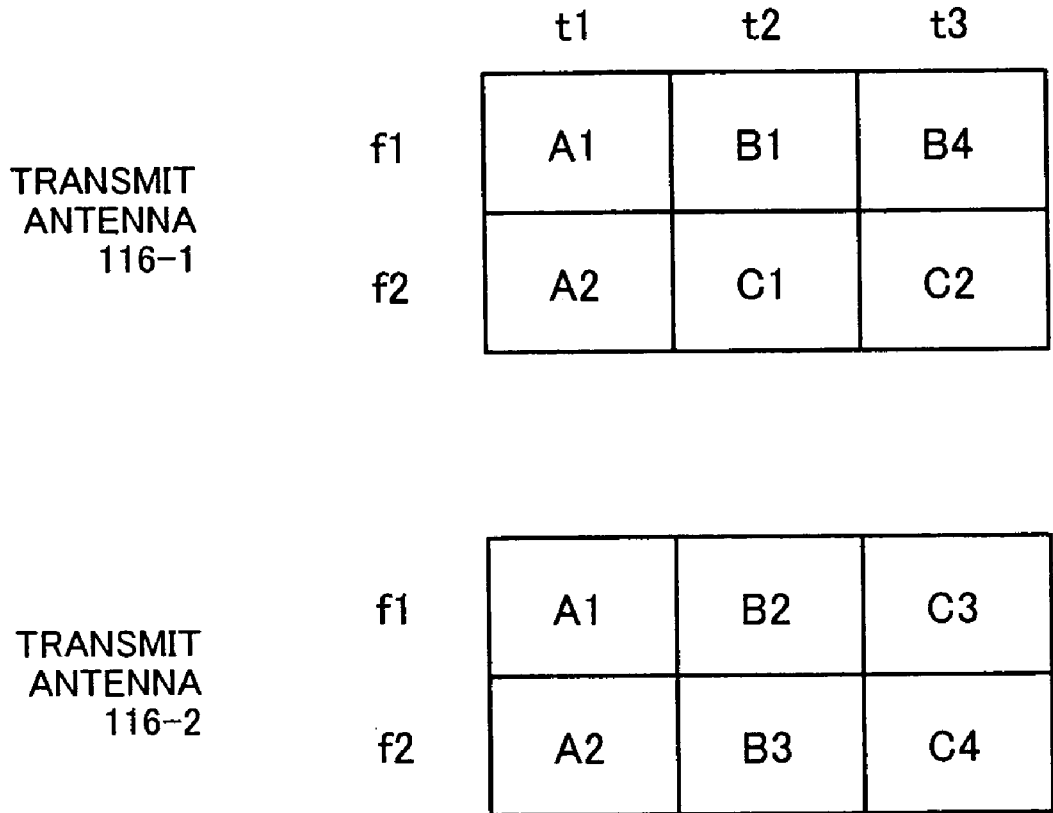 t1 t2 t3
TRANSMIT
ANTENNA
116-1
f1 A1 B1 B4
f2 A2 C1 C2
TRANSMIT
ANTENNA
116-2
f1 A1 B2 C3
f2 A2 B3 C4